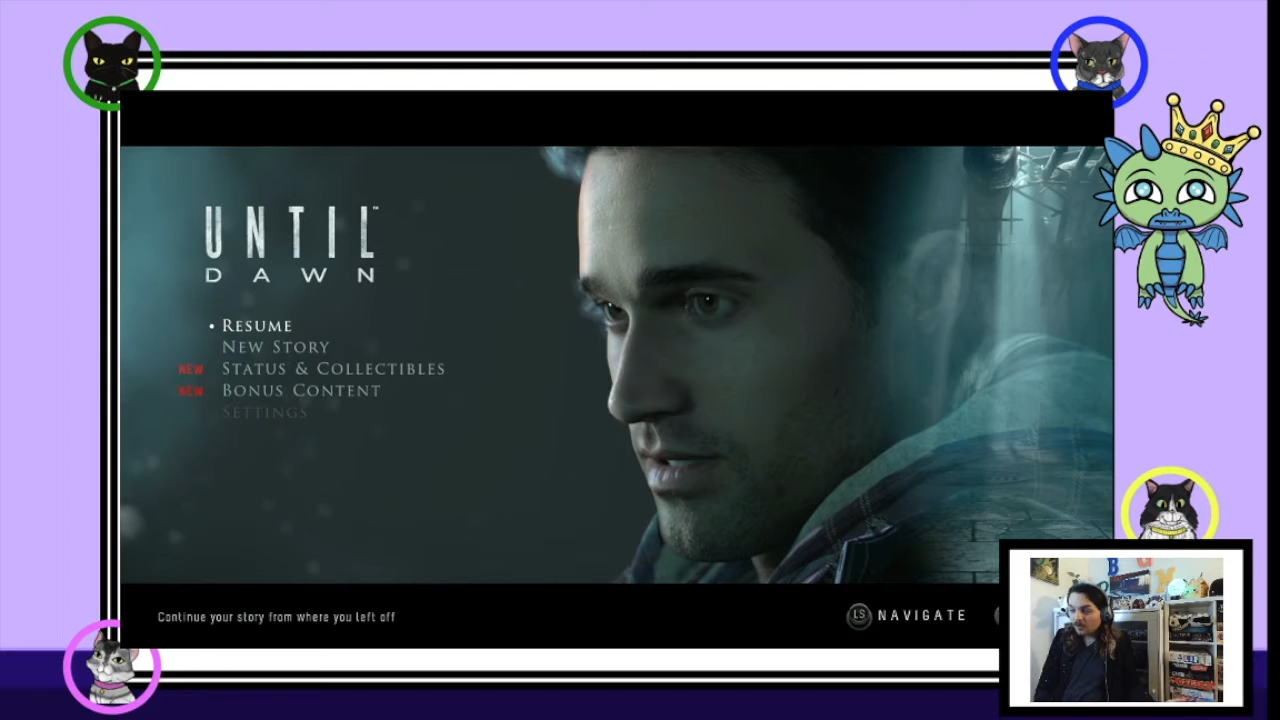 UNTIL™
DAWN
• RESUME
NEW STORY
NEW STATUS & COLLECTIBLES
NEW BONUS CONTENT
SETTINGS
Continue your story from where you left off
LS NAVIGATE
B G M